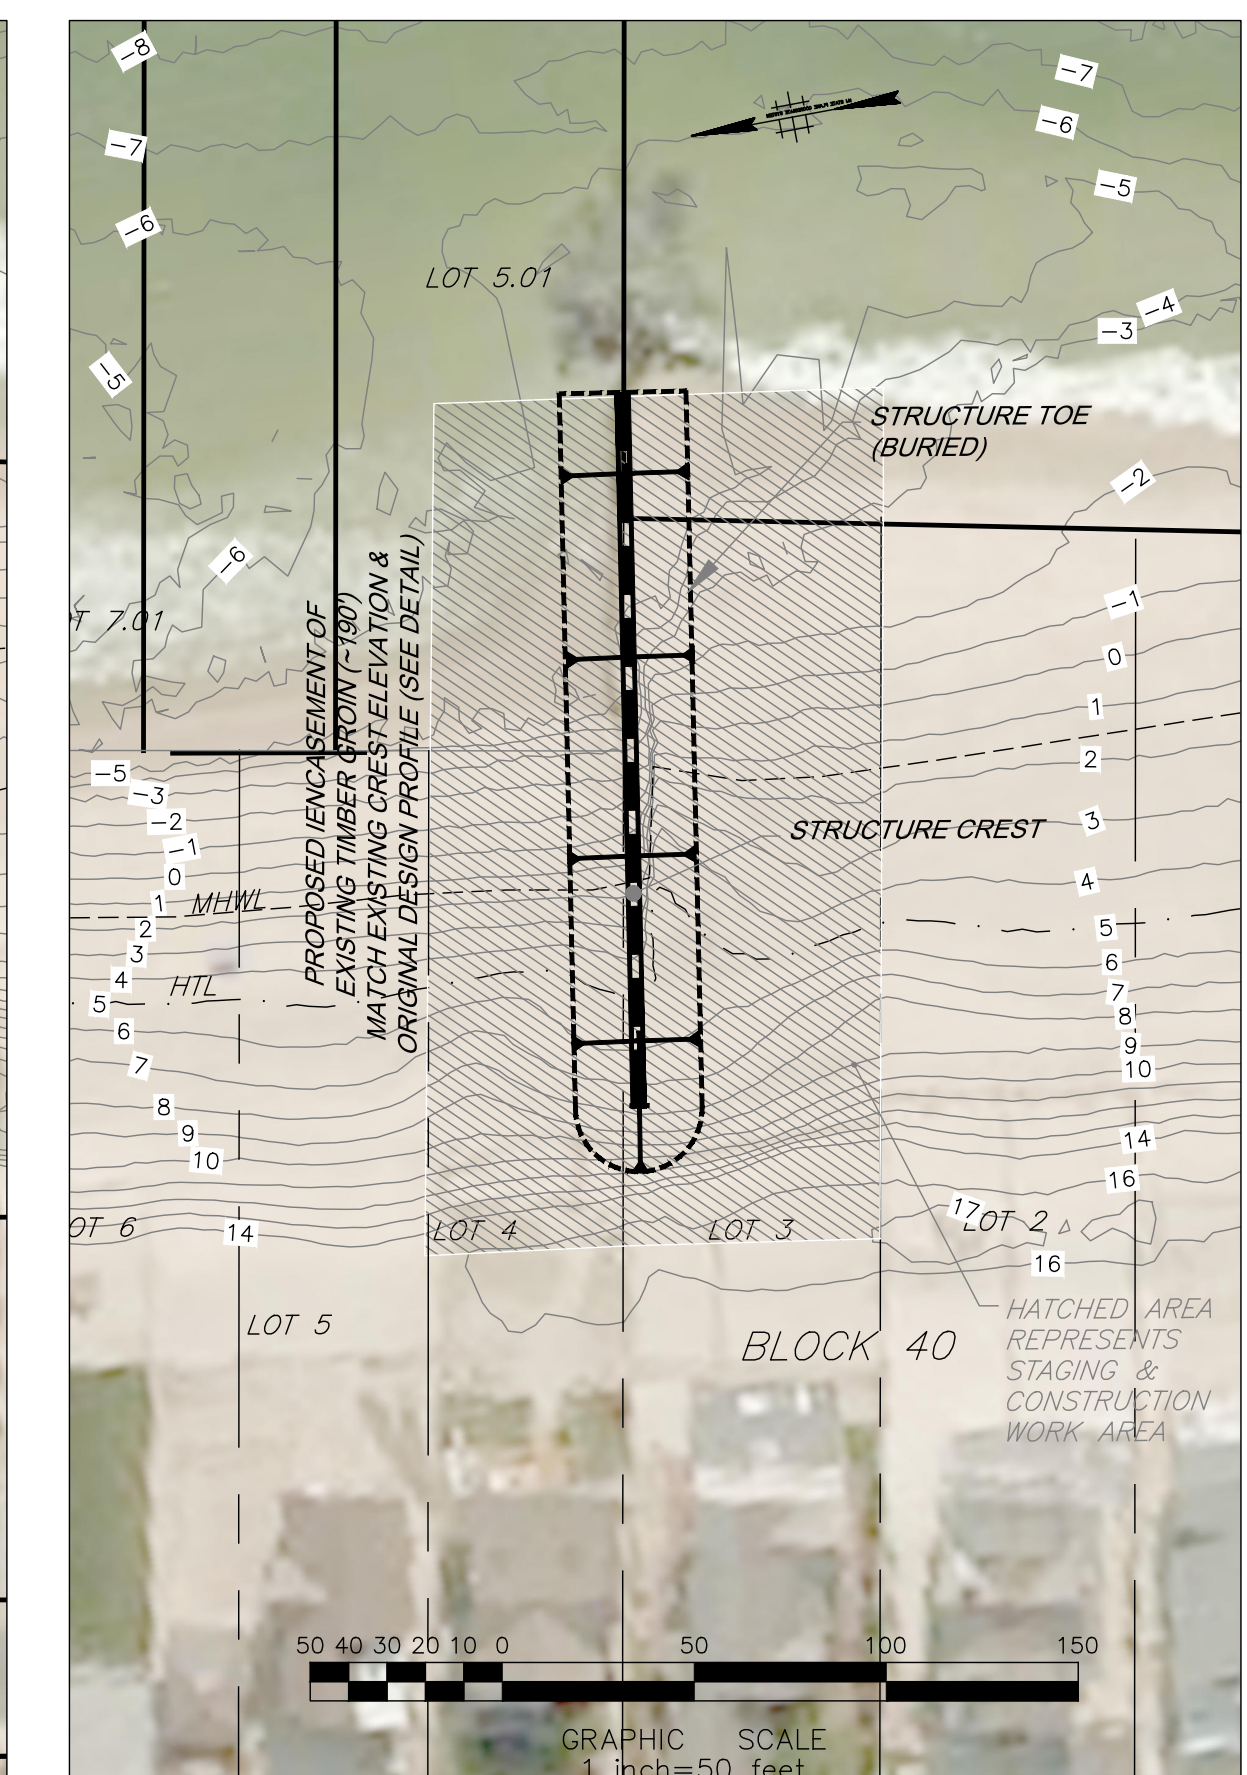 -8
-7
-7
-6
-5
-6
LOT 5.01
-4
-3
-5
STRUCTURE TOE
(BURIED)
-2
-6
T 7.01
-1
0
1
2
PROPOSED IENCASEMENT OF
EXISTING TIMBER GROIN (~190')
MATCH EXISTING CREST ELEVATION &
ORIGINAL DESIGN PROFILE (SEE DETAIL)
-5
-3
-2
-1
0
1
2
3
4
5
6
7
8
9
10
MHWL
HTL
STRUCTURE CREST
3
4
5
6
7
8
9
10
14
16
17
LOT 2
16
OT 6
14
LOT 4
LOT 3
LOT 5
BLOCK 40
HATCHED AREA
REPRESENTS
STAGING &
CONSTRUCTION
WORK AREA
50 40 30 20 10 0 50 100 150
GRAPHIC SCALE
1 inch=50 feet